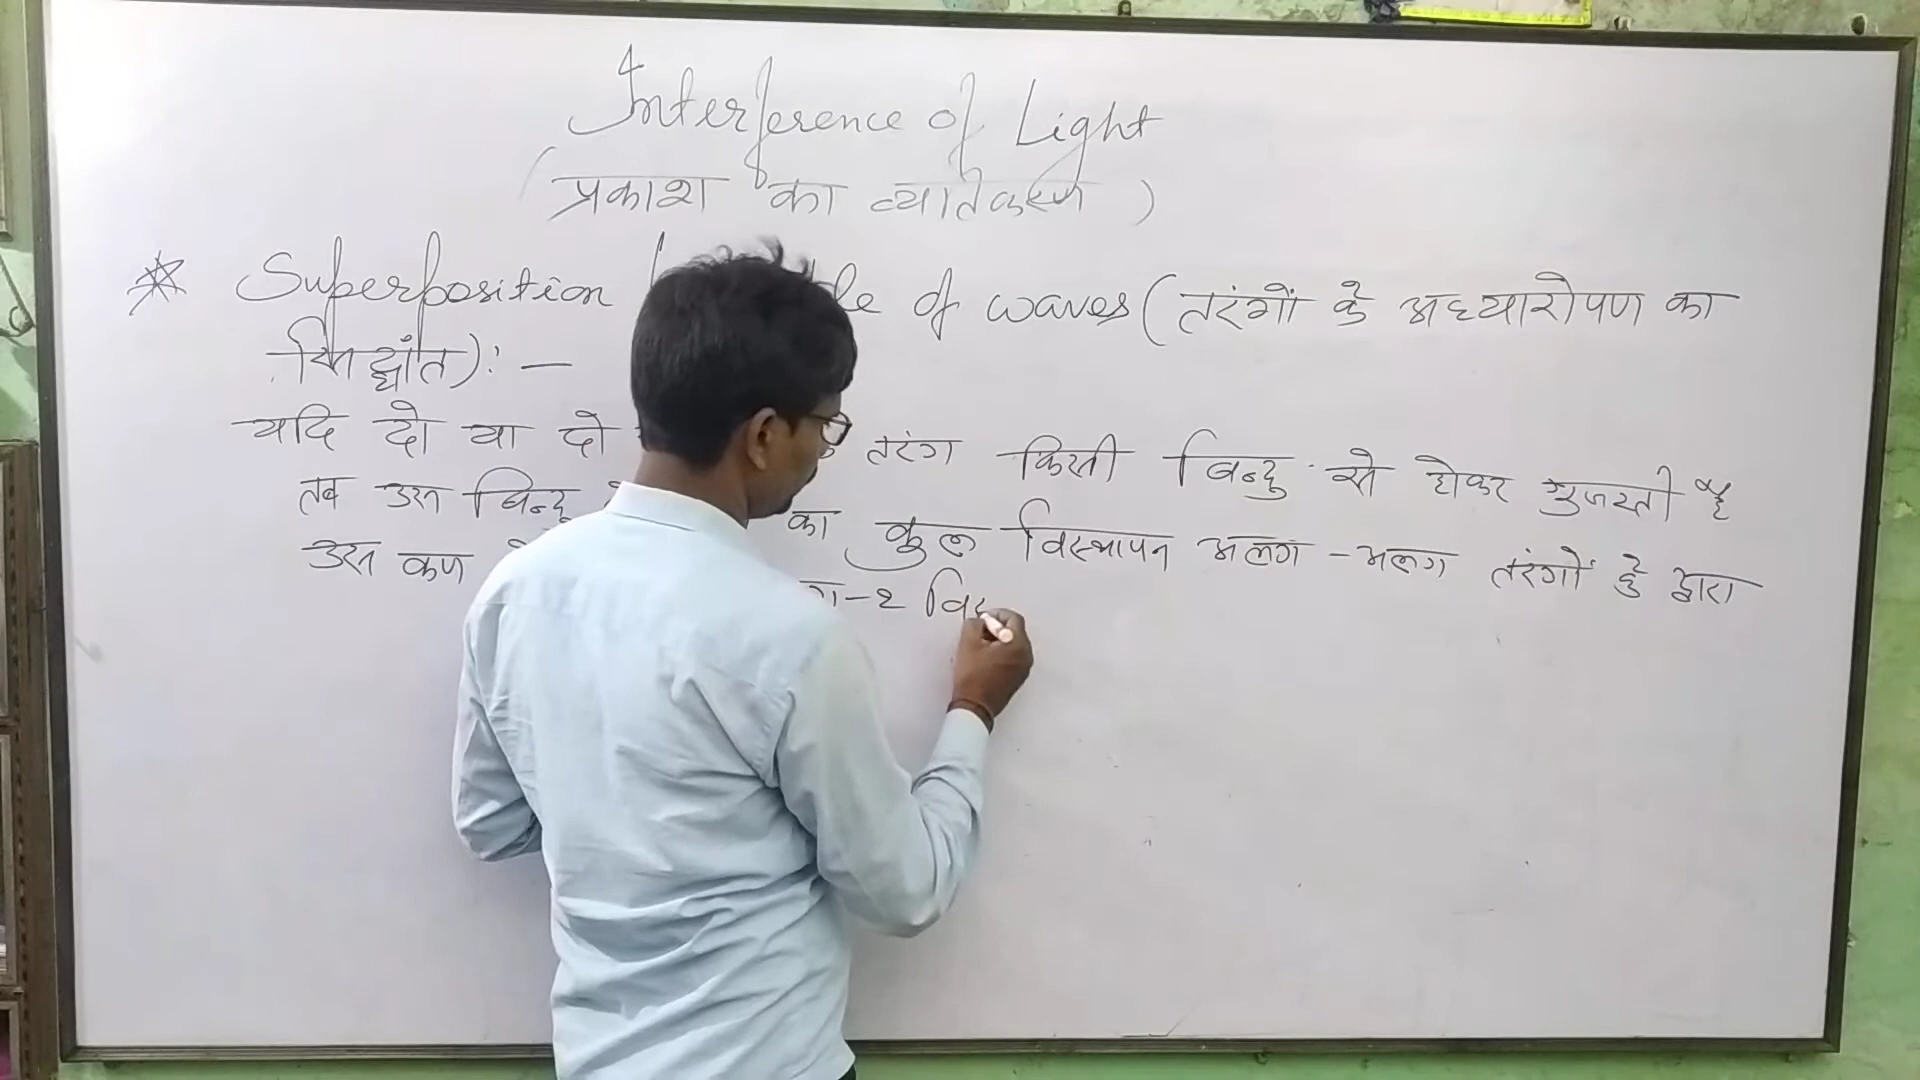 Interference of Light
(प्रकाश का व्यतिकरण)
* Superposition of waves (तरंगों के अध्यारोपण का
सिद्धांत): —
यदि दो या दो तरंग किसी बिन्दु से होकर गुजरती है
तब उस बिन्दु का कुल विस्थापन अलग-अलग तरंगों के द्वारा
उस कण